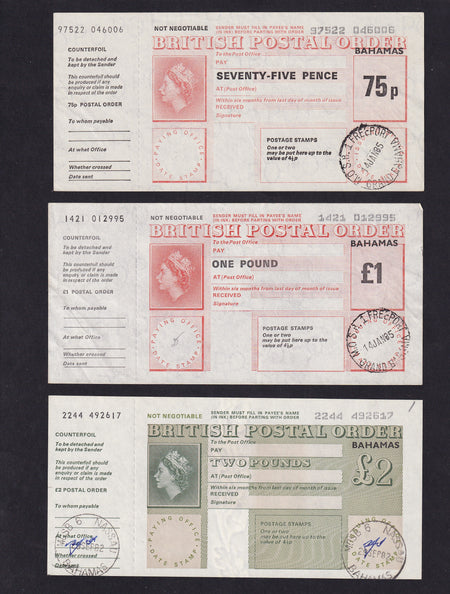 97522 046006
COUNTERFOIL
To be detached and
kept by the Sender
This counterfoil should
be produced if any
enquiry or claim is made
in respect of the order
75p POSTAL ORDER
To whom payable
At what Office
Whether crossed
Date sent
NOT NEGOTIABLE
SENDER MUST FILL IN PAYEE'S NAME
(IN INK) BEFORE PARTING WITH ORDER
97522 046006
BRITISH POSTAL ORDER
To the Post Office
BAHAMAS
PAY
SEVENTY-FIVE PENCE
75p
AT (Post Office)
Within six months from last day of month of issue
RECEIVED
Signature
PAYING OFFICE
DATE STAMP
POSTAGE STAMPS
One or two
may be put here up to the
value of 4½p
1421 012995
COUNTERFOIL
To be detached and
kept by the Sender
This counterfoil should
be produced if any
enquiry or claim is made
in respect of the order
£1 POSTAL ORDER
To whom payable
At what Office
Whether crossed
Date sent
NOT NEGOTIABLE
SENDER MUST FILL IN PAYEE'S NAME
(IN INK) BEFORE PARTING WITH ORDER
1421 012995
BRITISH POSTAL ORDER
To the Post Office
BAHAMAS
PAY
ONE POUND
£1
AT (Post Office)
Within six months from last day of month of issue
RECEIVED
Signature
PAYING OFFICE
DATE STAMP
POSTAGE STAMPS
One or two
may be put here up to the
value of 4½p
14JAN85
2244 492617
COUNTERFOIL
To be detached and
kept by the Sender
This counterfoil should
be produced if any
enquiry or claim is made
in respect of the order
£2 POSTAL ORDER
To whom payable
At what Office
Whether crossed
Date sent
NASSAU
BAHAMAS
NOT NEGOTIABLE
SENDER MUST FILL IN PAYEE'S NAME
(IN INK) BEFORE PARTING WITH ORDER
2244 492617
BRITISH POSTAL ORDER
To the Post Office
BAHAMAS
PAY
TWO POUNDS
£2
AT (Post Office)
Within six months from last day of month of issue
RECEIVED
Signature
PAYING OFFICE
DATE STAMP
POSTAGE STAMPS
One or two
may be put here up to the
value of 4½p
NASSAU
BAHAMAS